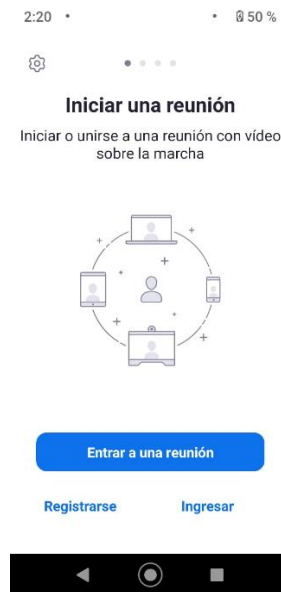 2:20 50 %
Iniciar una reunión
Iniciar o unirse a una reunión con vídeo
sobre la marcha
Entrar a una reunión
Registrarse Ingresar